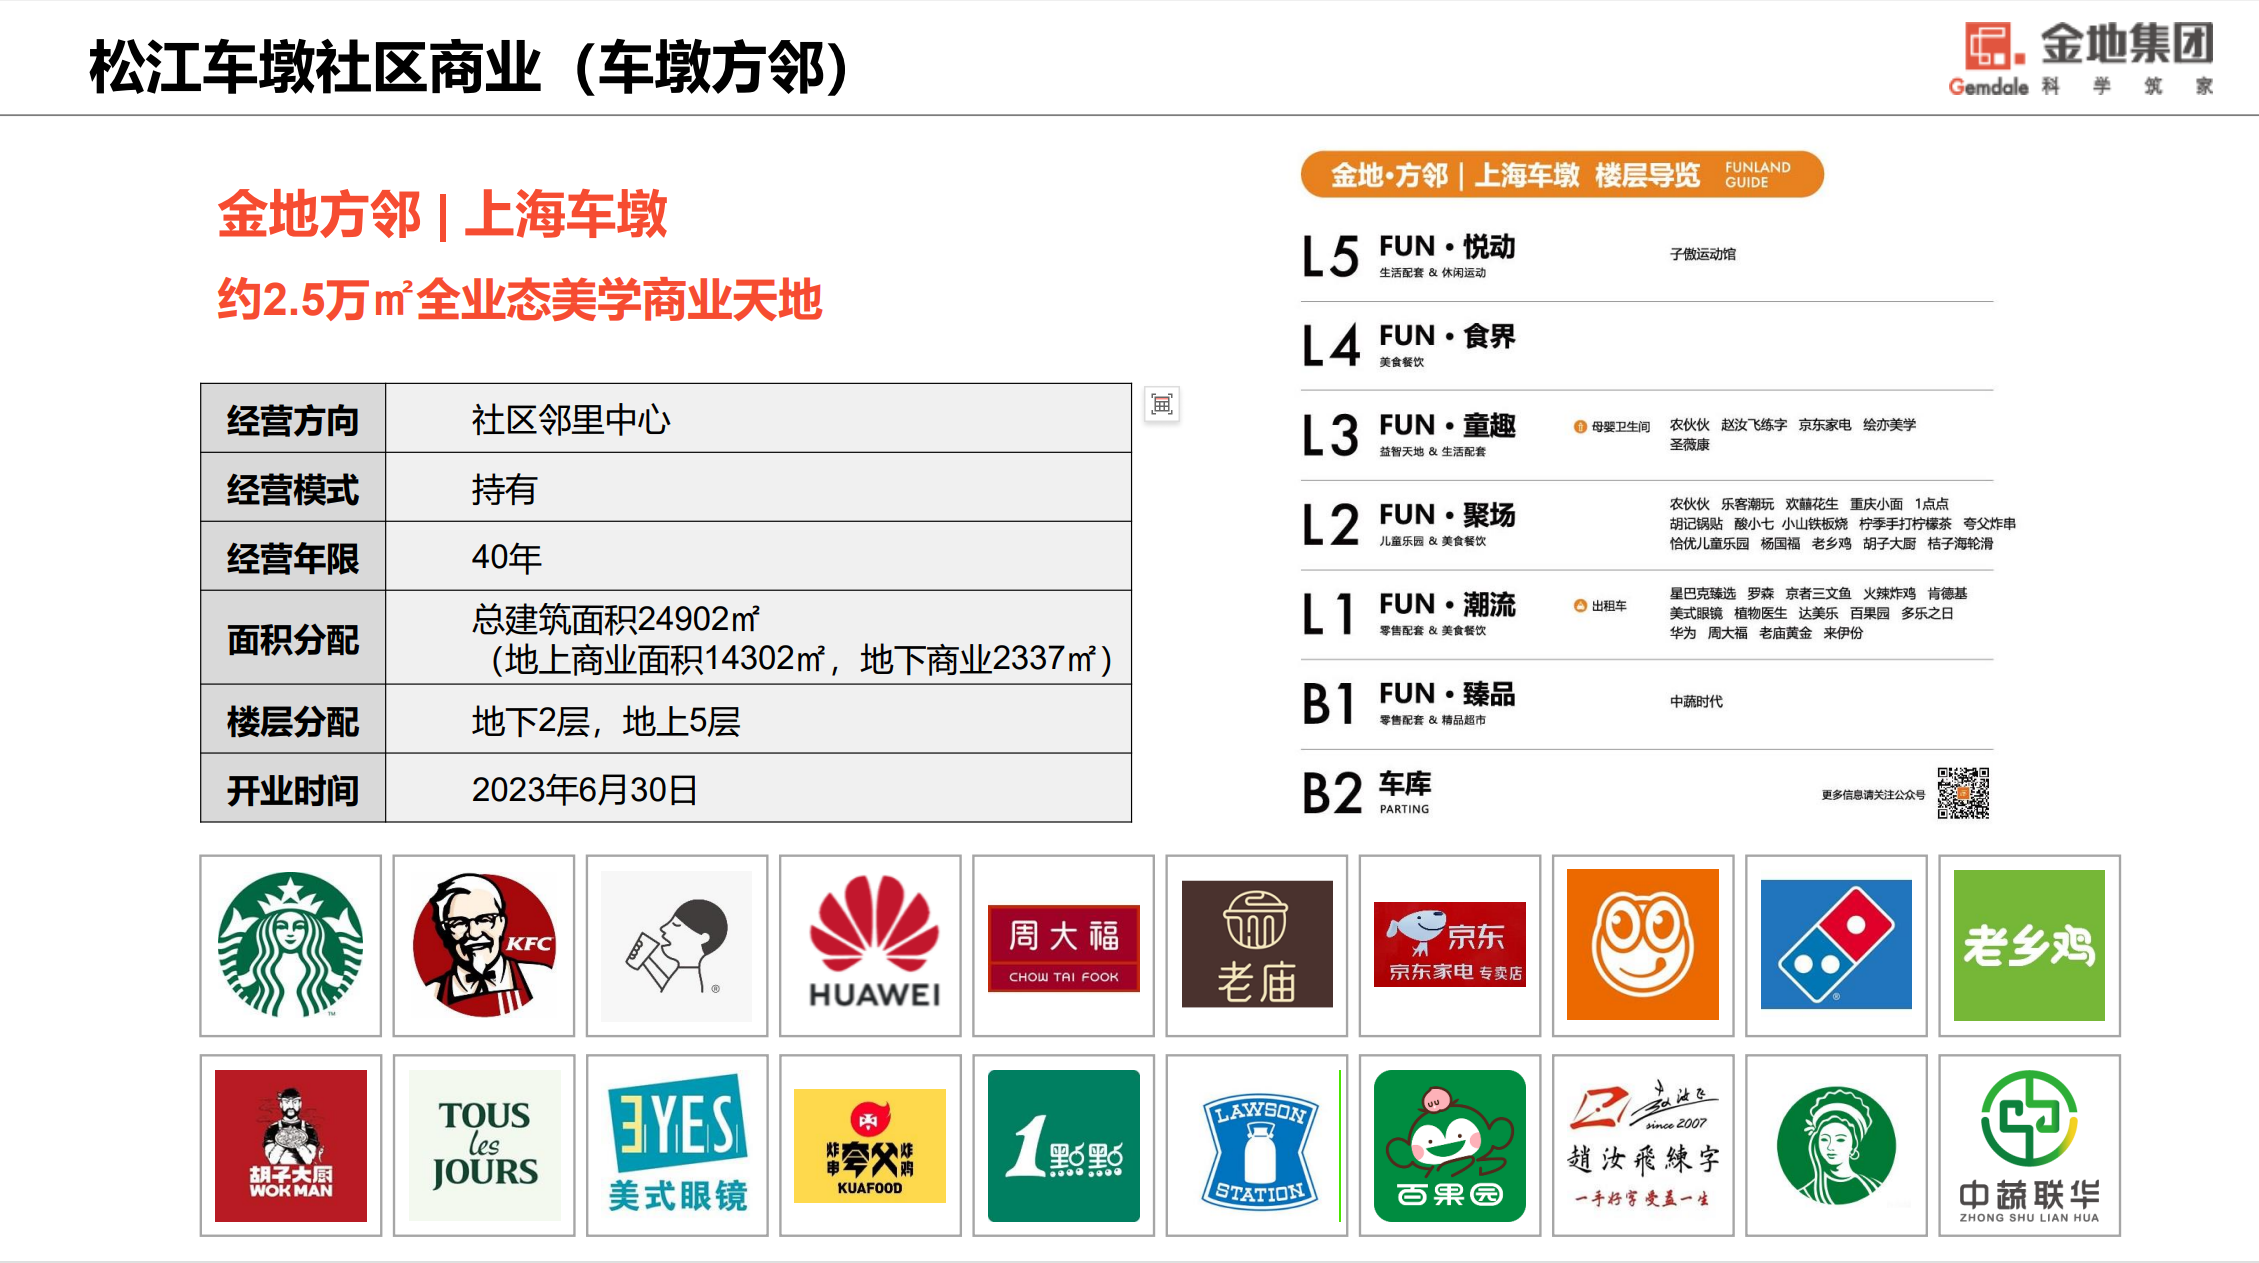 松江车墩社区商业（车墩方邻）
金地集团
Gemdale 科学筑家
金地方邻 | 上海车墩
约2.5万㎡全业态美学商业天地
经营方向 社区邻里中心
经营模式 持有
经营年限 40年
面积分配 总建筑面积24902㎡
（地上商业面积14302㎡，地下商业2337㎡）
楼层分配 地下2层，地上5层
开业时间 2023年6月30日
金地·方邻 | 上海车墩 楼层导览 FUNLAND
GUIDE
L5 FUN·悦动 子傲运动馆
生活配套 & 休闲运动
L4 FUN·食界
美食餐饮
L3 FUN·童趣 母婴卫生间 农伙伙 赵汝飞练字 京东家电 绘亦美学
益智天地 & 生活配套 圣薇康
L2 FUN·聚场 农伙伙 乐客潮玩 欢囍花生 重庆小面 1点点
胡记锅贴 酸小七 小山铁板烧 柠季手打柠檬茶 夸父炸串
儿童乐园 & 美食餐饮 恰优儿童乐园 杨国福 老乡鸡 胡子大厨 桔子海轮滑
L1 FUN·潮流 出租车 星巴克臻选 罗森 京者三文鱼 火辣炸鸡 肯德基
美式眼镜 植物医生 达美乐 百果园 多乐之日
零售配套 & 美食餐饮 华为 周大福 老庙黄金 来伊份
B1 FUN·臻品 中蔬时代
零售配套 & 精品超市
B2 车库 更多信息请关注公众号
PARTING
KFC
HUAWEI
周大福
CHOW TAI FOOK
老庙
京东
京东家电 专卖店
老乡鸡
胡子大厨
WOK MAN
TOUS
les
JOURS
EYES
美式眼镜
炸串 夸父 炸鸡
KUAFOOD
1點點
LAWSON
STATION
百果园
since 2007
趙汝飛練字
一手好字受益一生
中蔬联华
ZHONG SHU LIAN HUA